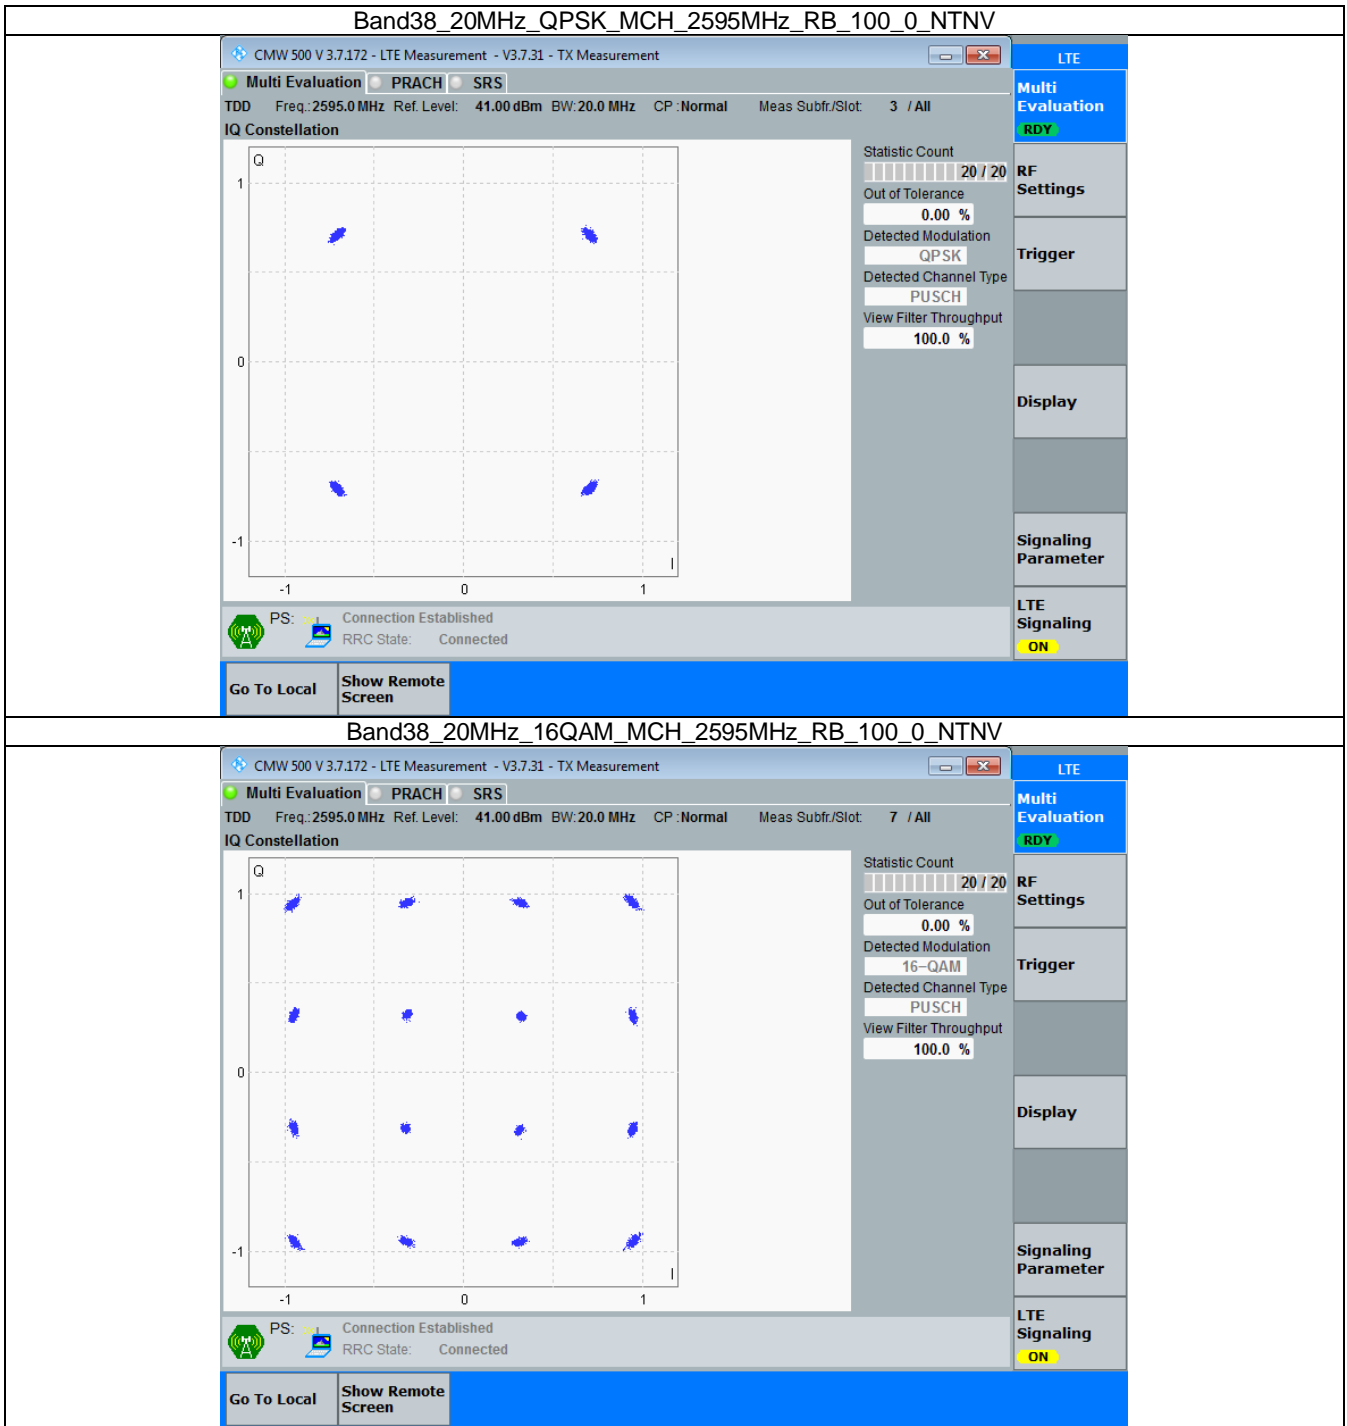 Band38_20MHz_QPSK_MCH_2595MHz_RB_100_0_NTNV
CMW 500 V 3.7.172 - LTE Measurement - V3.7.31 - TX Measurement
LTE
Multi Evaluation PRACH SRS
TDD Freq.: 2595.0 MHz Ref. Level: 41.00 dBm BW: 20.0 MHz CP : Normal Meas Subfr./Slot: 3 / All
IQ Constellation
Q
1
0
-1
I
-1 0 1
Statistic Count
20 / 20
Out of Tolerance
0.00 %
Detected Modulation
QPSK
Detected Channel Type
PUSCH
View Filter Throughput
100.0 %
Multi
Evaluation
RDY
RF
Settings
Trigger
Display
Signaling
Parameter
LTE
Signaling
ON
PS: Connection Established
RRC State: Connected
Go To Local
Show Remote
Screen
Band38_20MHz_16QAM_MCH_2595MHz_RB_100_0_NTNV
CMW 500 V 3.7.172 - LTE Measurement - V3.7.31 - TX Measurement
LTE
Multi Evaluation PRACH SRS
TDD Freq.: 2595.0 MHz Ref. Level: 41.00 dBm BW: 20.0 MHz CP : Normal Meas Subfr./Slot: 7 / All
IQ Constellation
Q
1
0
-1
I
-1 0 1
Statistic Count
20 / 20
Out of Tolerance
0.00 %
Detected Modulation
16-QAM
Detected Channel Type
PUSCH
View Filter Throughput
100.0 %
Multi
Evaluation
RDY
RF
Settings
Trigger
Display
Signaling
Parameter
LTE
Signaling
ON
PS: Connection Established
RRC State: Connected
Go To Local
Show Remote
Screen